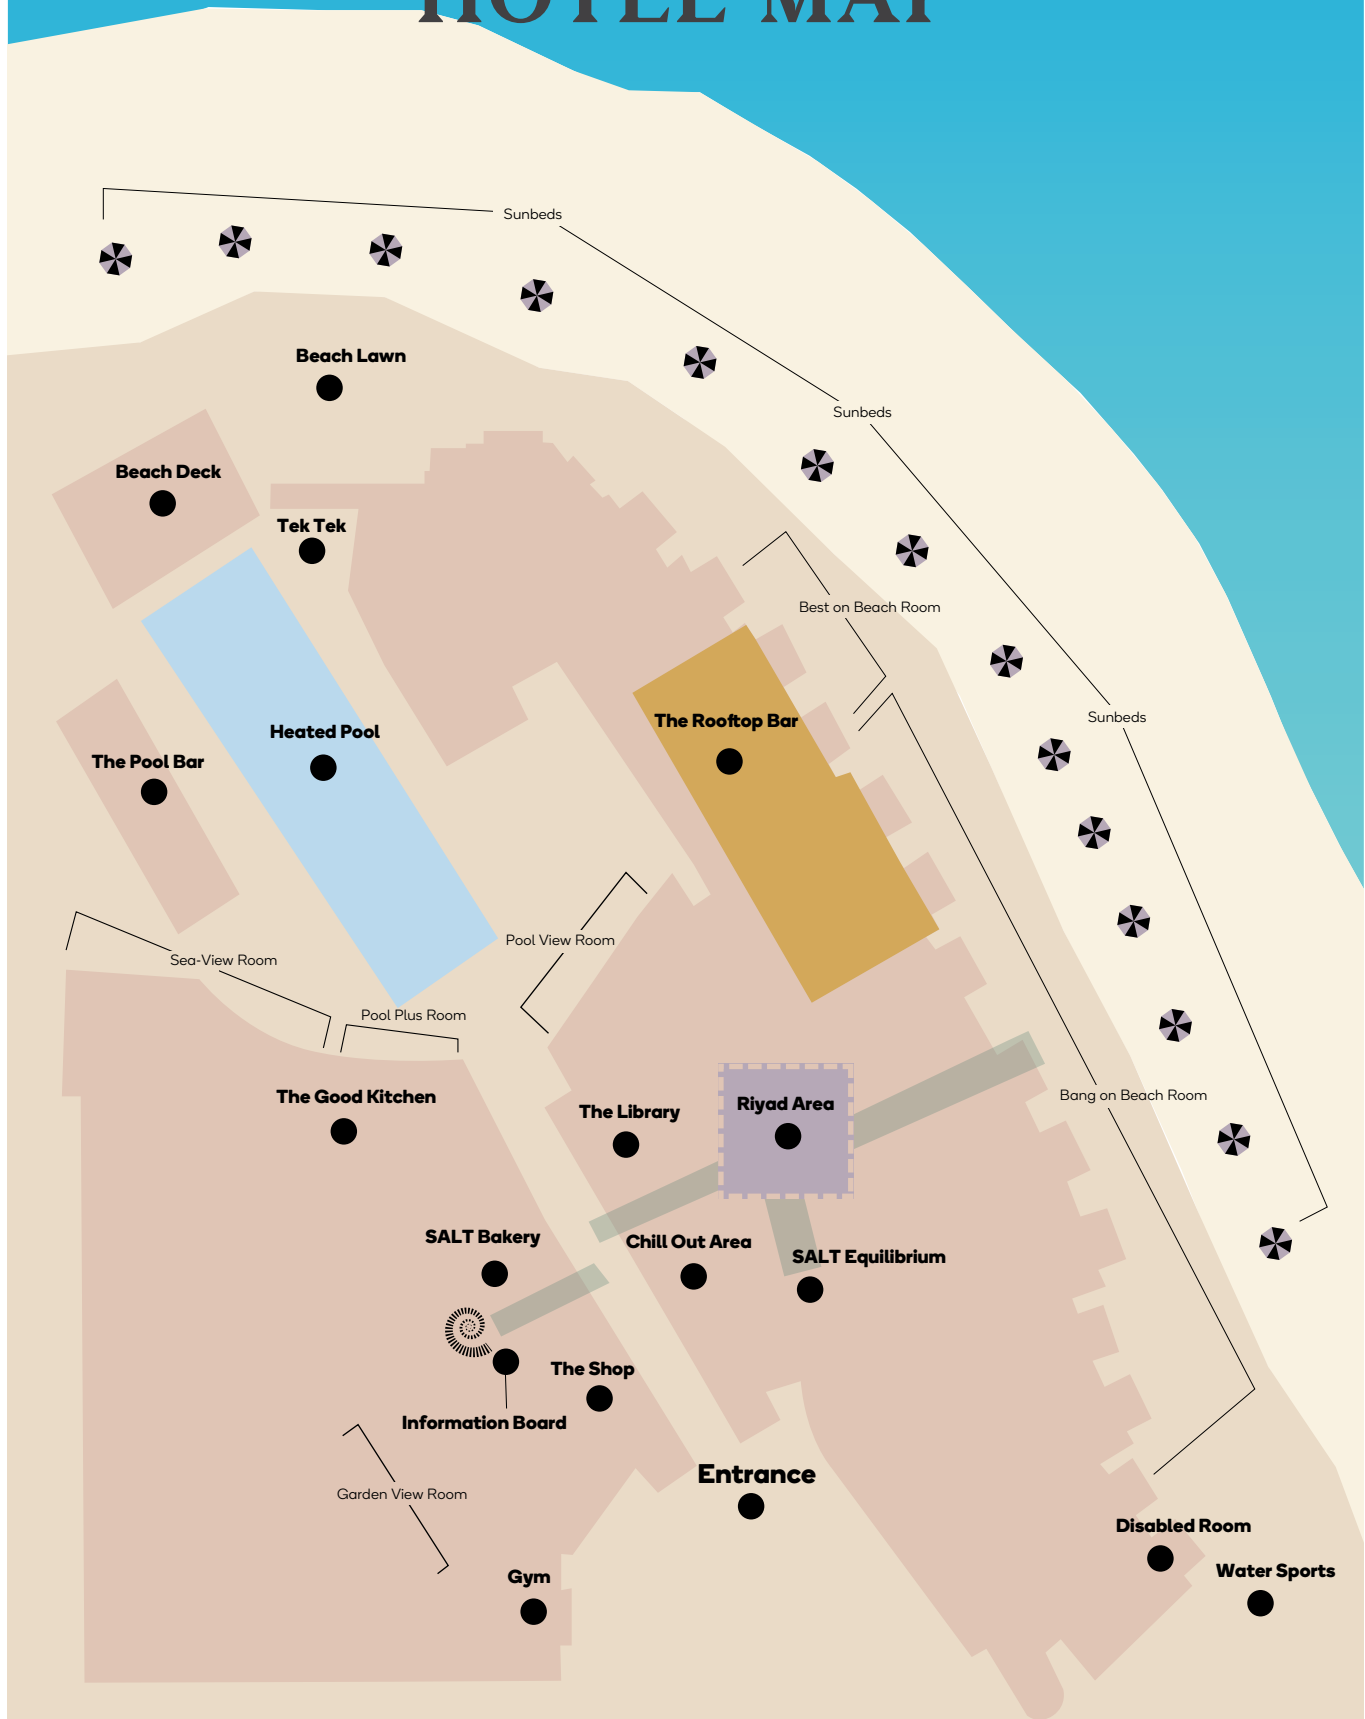 HOTEL MAP
Sunbeds
Beach Lawn
Sunbeds
Beach Deck
Tek Tek
Best on Beach Room
Sunbeds
The Rooftop Bar
Heated Pool
The Pool Bar
Pool View Room
Sea-View Room
Pool Plus Room
Bang on Beach Room
The Good Kitchen
Riyad Area
The Library
SALT Bakery
Chill Out Area
SALT Equilibrium
The Shop
Information Board
Entrance
Garden View Room
Disabled Room
Water Sports
Gym